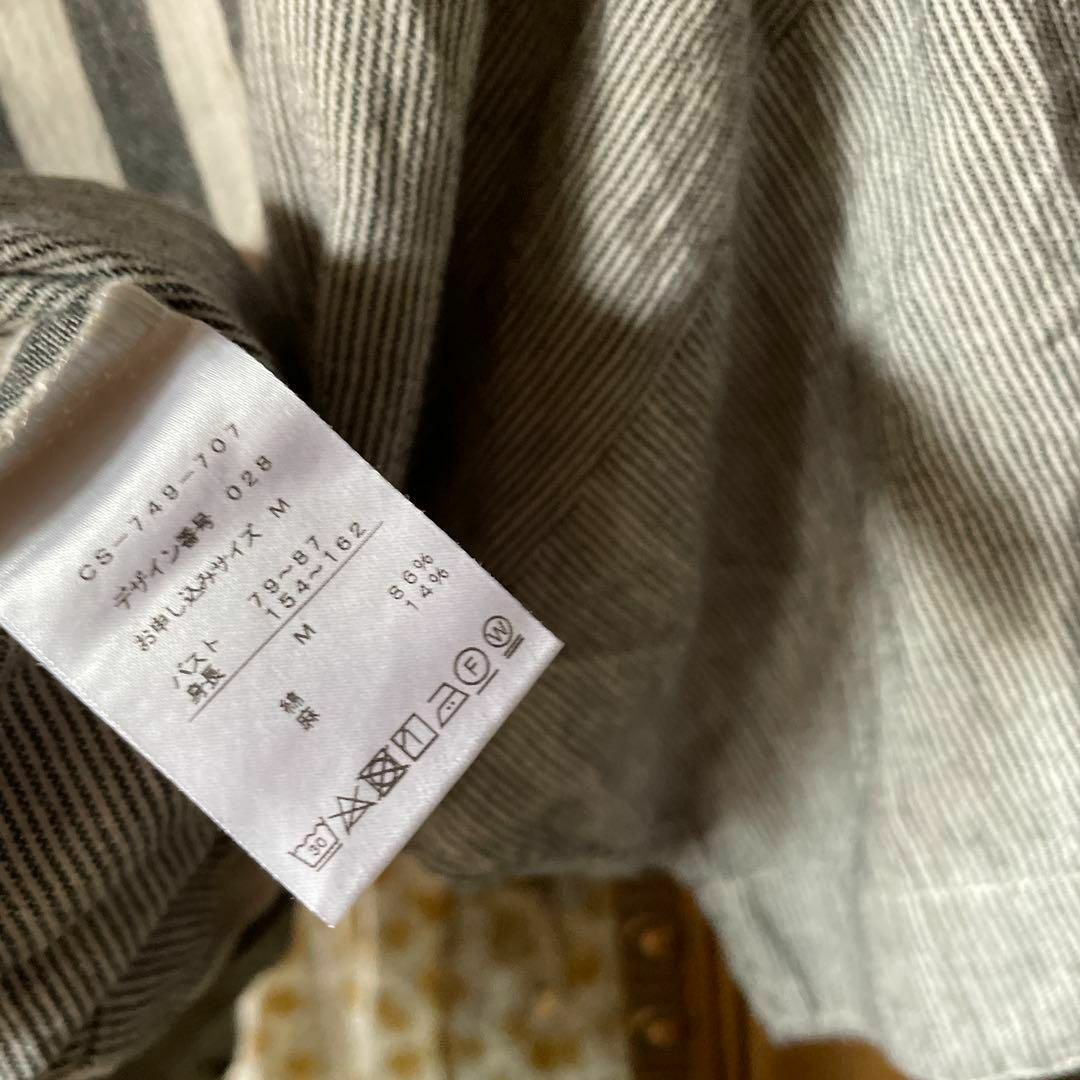 CS-749-707
デザイン番号 028
お申し込みサイズ M
バスト 79~87
身長 154~162
M
綿 86%
麻 14%
30
F
W